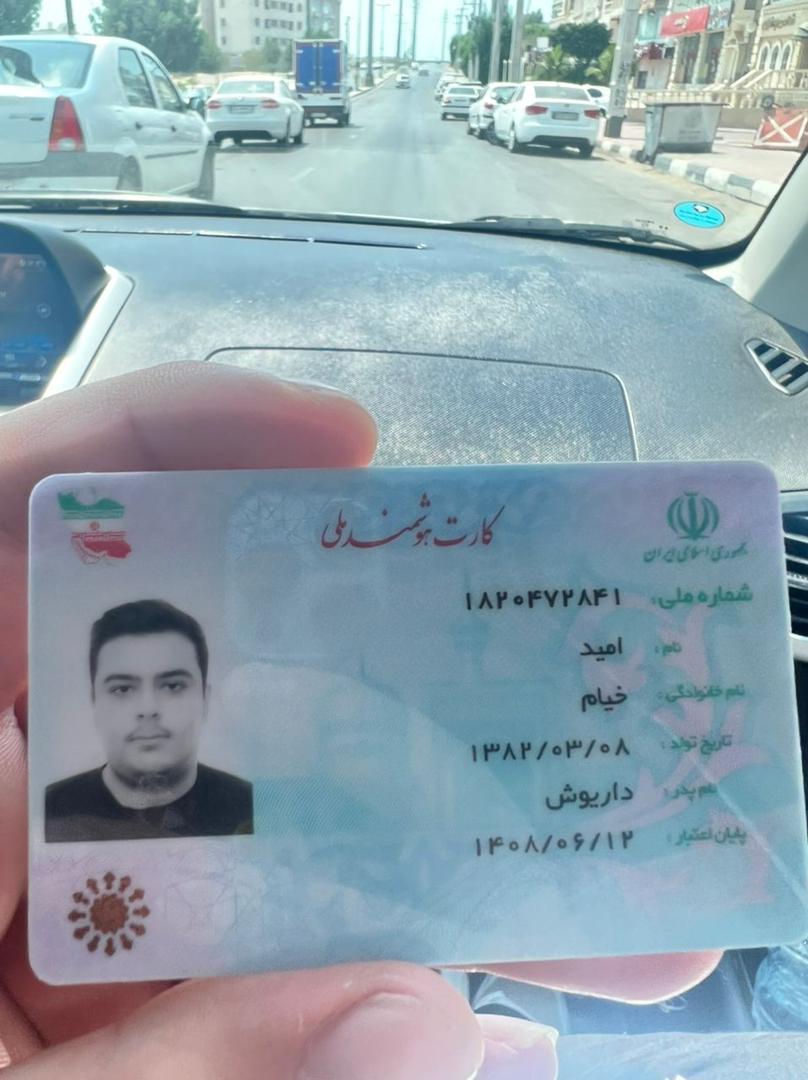 کارت هوشمند ملی
جمهوری اسلامی ایران
شماره ملی: ۱۸۲۰۴۷۲۸۴۱
نام: امید
نام خانوادگی: خیام
تاریخ تولد: ۱۳۸۲/۰۳/۰۸
نام پدر: داریوش
پایان اعتبار: ۱۴۰۸/۰۶/۱۲